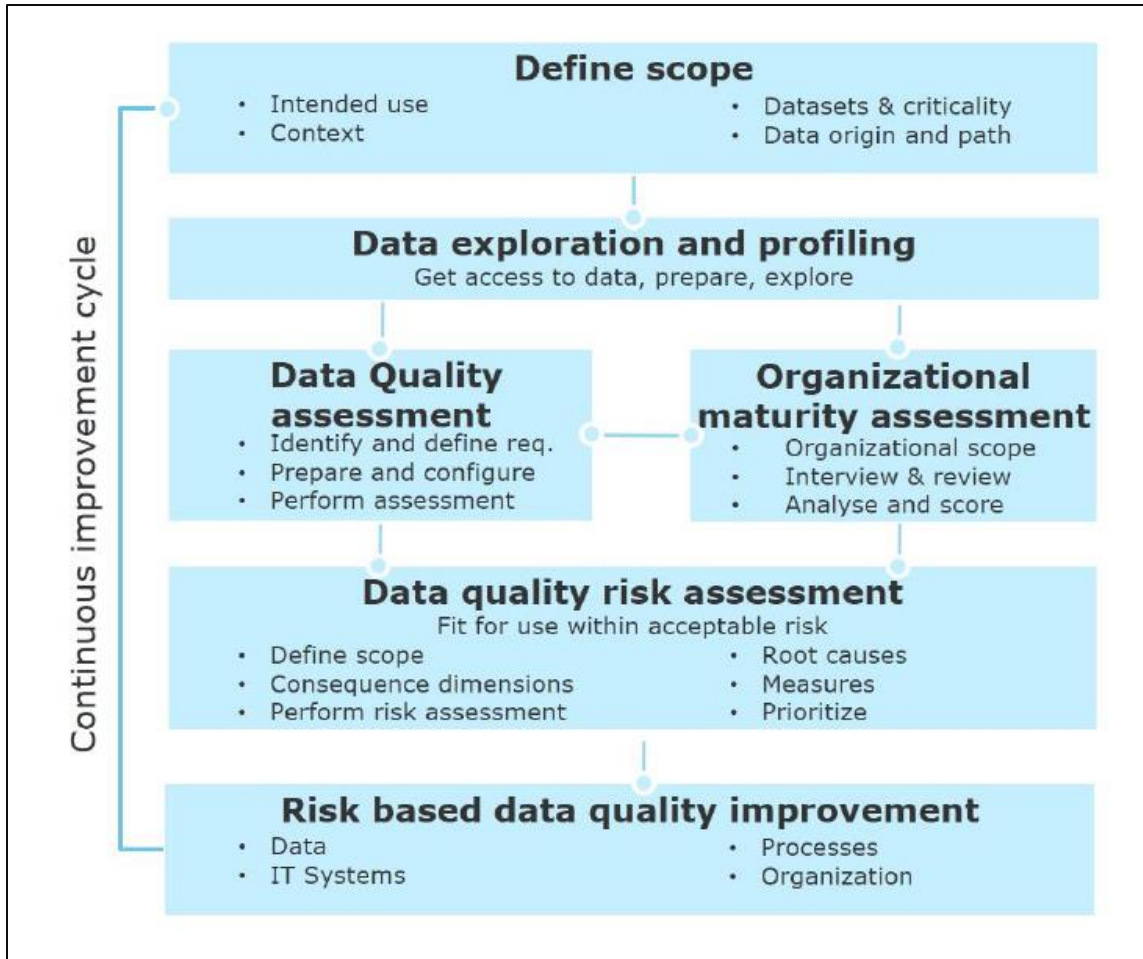 Continuous improvement cycle
Define scope
• Intended use
• Context
• Datasets & criticality
• Data origin and path
Data exploration and profiling
Get access to data, prepare, explore
Data Quality
assessment
• Identify and define req.
• Prepare and configure
• Perform assessment
Organizational
maturity assessment
• Organizational scope
• Interview & review
• Analyse and score
Data quality risk assessment
Fit for use within acceptable risk
• Define scope
• Consequence dimensions
• Perform risk assessment
• Root causes
• Measures
• Prioritize
Risk based data quality improvement
• Data
• IT Systems
• Processes
• Organization